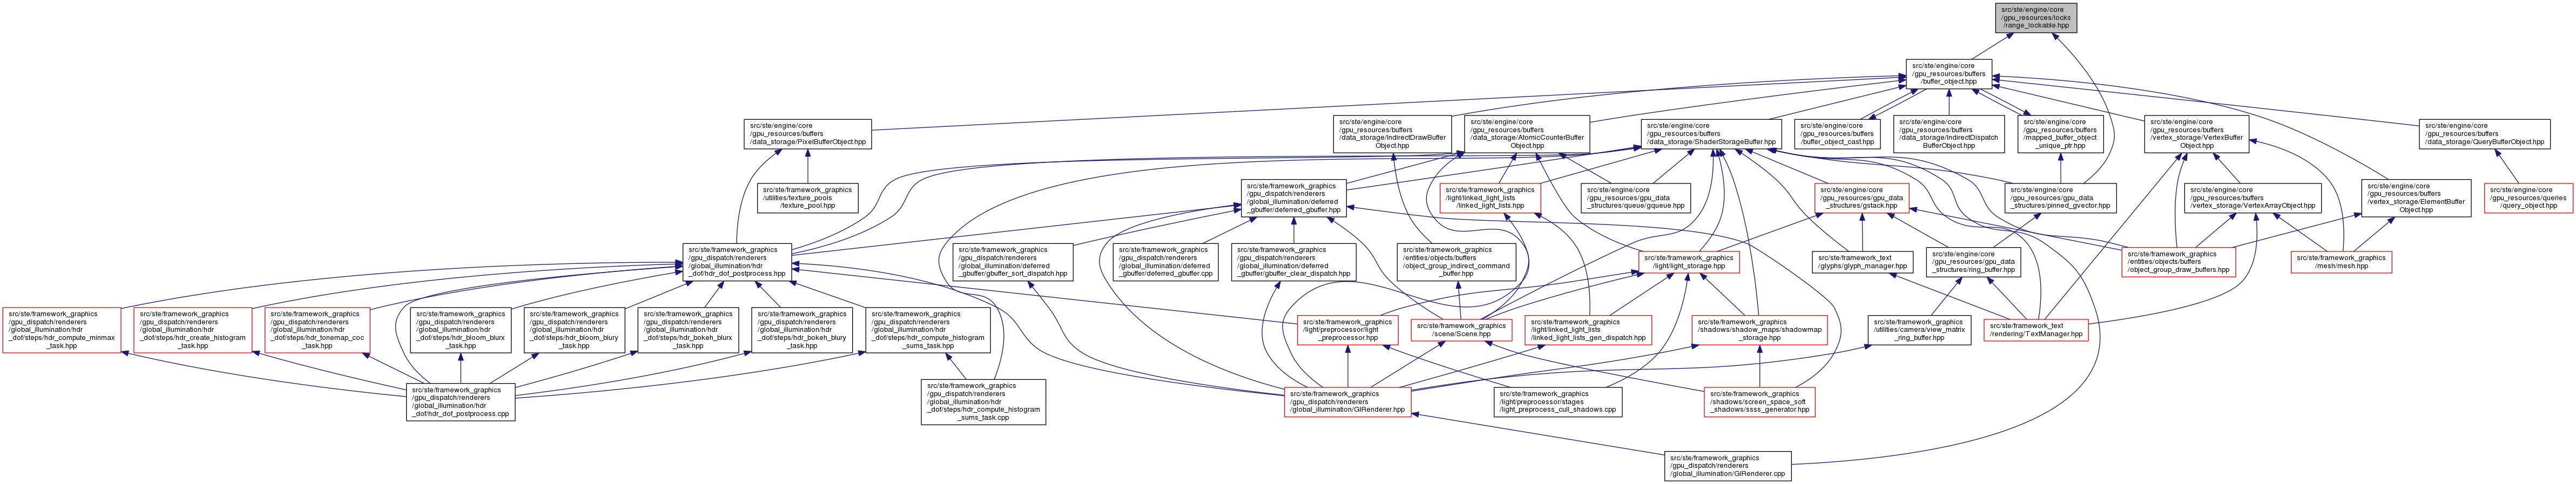 src/ste/engine/core
/gpu_resources/locks
/range_lockable.hpp
src/ste/engine/core
/gpu_resources/buffers
/buffer_object.hpp
src/ste/engine/core
/gpu_resources/buffers
/data_storage/PixelBufferObject.hpp
src/ste/engine/core
/gpu_resources/buffers
/data_storage/IndirectDrawBuffer
Object.hpp
src/ste/engine/core
/gpu_resources/buffers
/data_storage/AtomicCounterBuffer
Object.hpp
src/ste/engine/core
/gpu_resources/buffers
/data_storage/ShaderStorageBuffer.hpp
src/ste/engine/core
/gpu_resources/buffers
/buffer_object_cast.hpp
src/ste/engine/core
/gpu_resources/buffers
/data_storage/IndirectDispatch
BufferObject.hpp
src/ste/engine/core
/gpu_resources/buffers
/mapped_buffer_object
_unique_ptr.hpp
src/ste/engine/core
/gpu_resources/buffers
/vertex_storage/VertexBuffer
Object.hpp
src/ste/engine/core
/gpu_resources/buffers
/data_storage/QueryBufferObject.hpp
src/ste/framework_graphics
/utilities/texture_pools
/texture_pool.hpp
src/ste/framework_graphics
/gpu_dispatch/renderers
/global_illumination/deferred
_gbuffer/deferred_gbuffer.hpp
src/ste/framework_graphics
/light/linked_light_lists
/linked_light_lists.hpp
src/ste/engine/core
/gpu_resources/gpu_data
_structures/queue/gqueue.hpp
src/ste/engine/core
/gpu_resources/gpu_data
_structures/gstack.hpp
src/ste/engine/core
/gpu_resources/gpu_data
_structures/pinned_gvector.hpp
src/ste/engine/core
/gpu_resources/buffers
/vertex_storage/VertexArrayObject.hpp
src/ste/engine/core
/gpu_resources/buffers
/vertex_storage/ElementBuffer
Object.hpp
src/ste/engine/core
/gpu_resources/queries
/query_object.hpp
src/ste/framework_graphics
/gpu_dispatch/renderers
/global_illumination/hdr
_dof/hdr_dof_postprocess.hpp
src/ste/framework_graphics
/gpu_dispatch/renderers
/global_illumination/deferred
_gbuffer/gbuffer_sort_dispatch.hpp
src/ste/framework_graphics
/gpu_dispatch/renderers
/global_illumination/deferred
_gbuffer/deferred_gbuffer.cpp
src/ste/framework_graphics
/gpu_dispatch/renderers
/global_illumination/deferred
_gbuffer/gbuffer_clear_dispatch.hpp
src/ste/framework_graphics
/entities/objects/buffers
/object_group_indirect_command
_buffer.hpp
src/ste/framework_graphics
/light/light_storage.hpp
src/ste/framework_text
/glyphs/glyph_manager.hpp
src/ste/engine/core
/gpu_resources/gpu_data
_structures/ring_buffer.hpp
src/ste/framework_graphics
/entities/objects/buffers
/object_group_draw_buffers.hpp
src/ste/framework_graphics
/mesh/mesh.hpp
src/ste/framework_graphics
/gpu_dispatch/renderers
/global_illumination/hdr
_dof/steps/hdr_compute_minmax
_task.hpp
src/ste/framework_graphics
/gpu_dispatch/renderers
/global_illumination/hdr
_dof/steps/hdr_create_histogram
_task.hpp
src/ste/framework_graphics
/gpu_dispatch/renderers
/global_illumination/hdr
_dof/steps/hdr_tonemap_coc
_task.hpp
src/ste/framework_graphics
/gpu_dispatch/renderers
/global_illumination/hdr
_dof/steps/hdr_bloom_blurx
_task.hpp
src/ste/framework_graphics
/gpu_dispatch/renderers
/global_illumination/hdr
_dof/steps/hdr_bloom_blury
_task.hpp
src/ste/framework_graphics
/gpu_dispatch/renderers
/global_illumination/hdr
_dof/steps/hdr_bokeh_blurx
_task.hpp
src/ste/framework_graphics
/gpu_dispatch/renderers
/global_illumination/hdr
_dof/steps/hdr_bokeh_blury
_task.hpp
src/ste/framework_graphics
/gpu_dispatch/renderers
/global_illumination/hdr
_dof/steps/hdr_compute_histogram
_sums_task.hpp
src/ste/framework_graphics
/light/preprocessor/light
_preprocessor.hpp
src/ste/framework_graphics
/scene/Scene.hpp
src/ste/framework_graphics
/light/linked_light_lists
/linked_light_lists_gen_dispatch.hpp
src/ste/framework_graphics
/shadows/shadow_maps/shadowmap
_storage.hpp
src/ste/framework_graphics
/utilities/camera/view_matrix
_ring_buffer.hpp
src/ste/framework_text
/rendering/TextManager.hpp
src/ste/framework_graphics
/gpu_dispatch/renderers
/global_illumination/hdr
_dof/hdr_dof_postprocess.cpp
src/ste/framework_graphics
/gpu_dispatch/renderers
/global_illumination/hdr
_dof/steps/hdr_compute_histogram
_sums_task.cpp
src/ste/framework_graphics
/gpu_dispatch/renderers
/global_illumination/GIRenderer.hpp
src/ste/framework_graphics
/light/preprocessor/stages
/light_preprocess_cull_shadows.cpp
src/ste/framework_graphics
/shadows/screen_space_soft
_shadows/ssss_generator.hpp
src/ste/framework_graphics
/gpu_dispatch/renderers
/global_illumination/GIRenderer.cpp